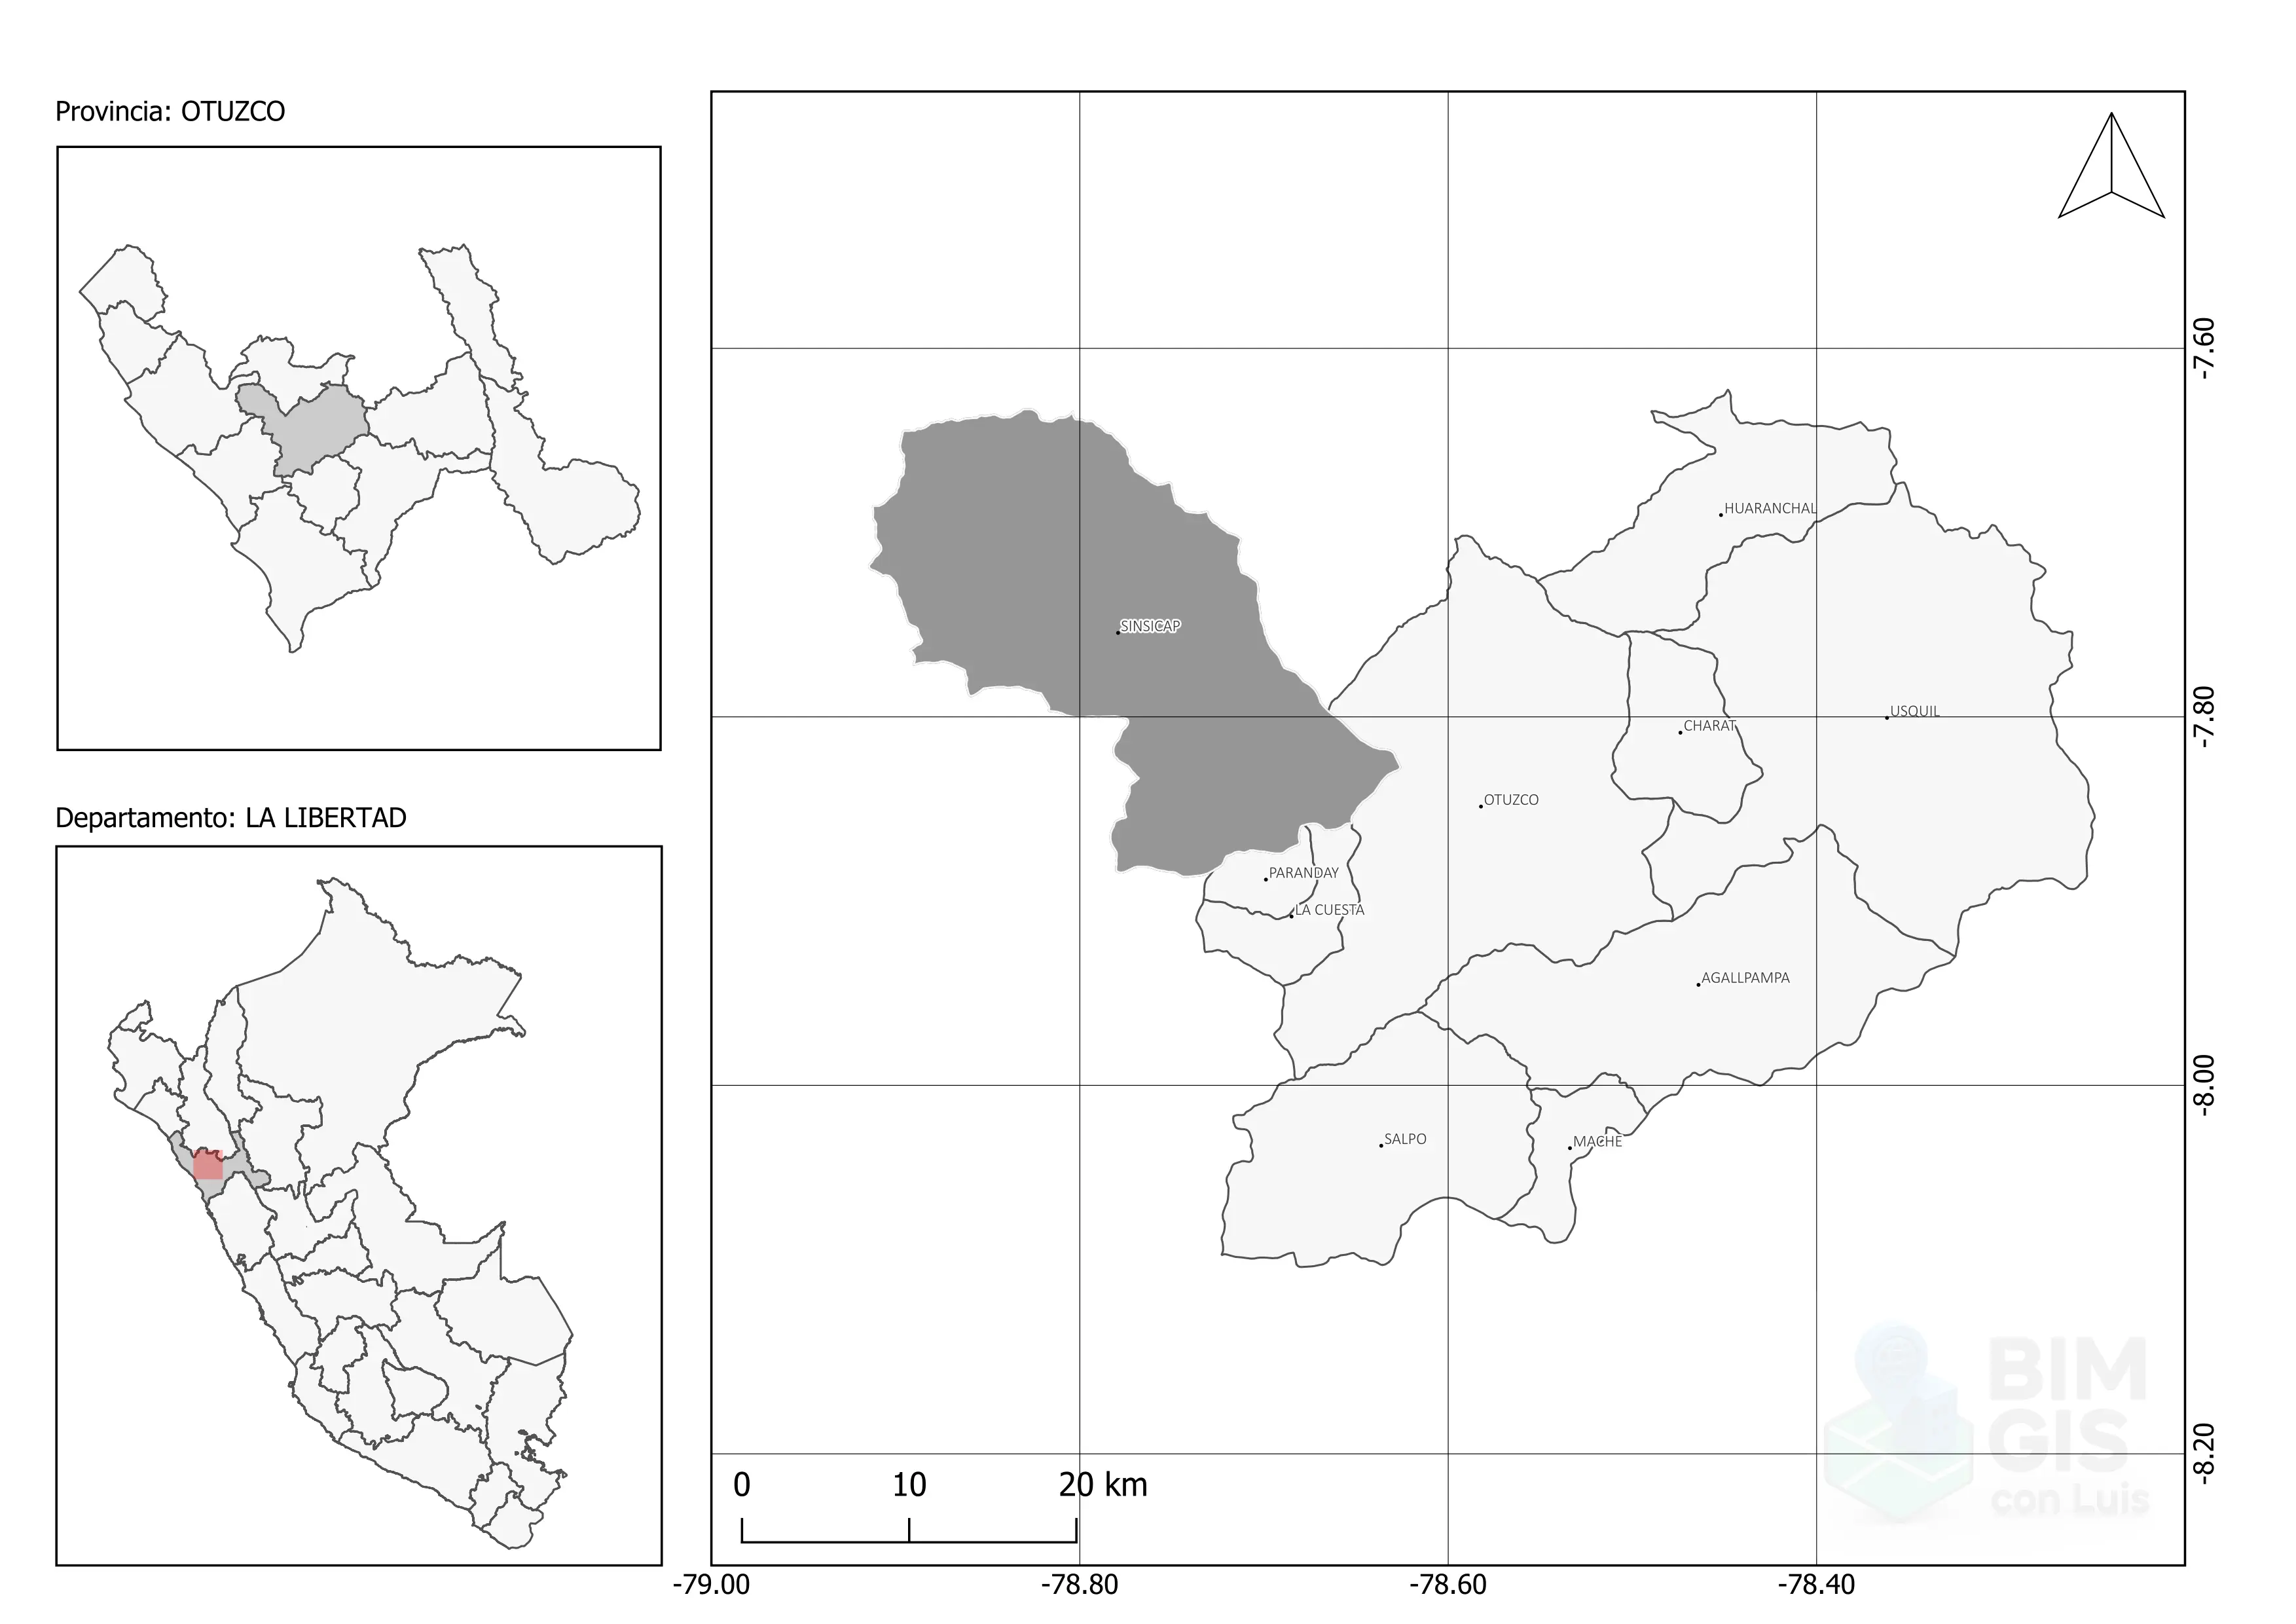 Provincia: OTUZCO
Departamento: LA LIBERTAD
HUARANCHAL
SINSICAP
USQUIL
CHARAT
OTUZCO
PARANDAY
LA CUESTA
AGALLPAMPA
SALPO
MACHE
-7.60
-7.80
-8.00
-8.20
BIM
GIS
con Luis
0 10 20 km
-79.00 -78.80 -78.60 -78.40